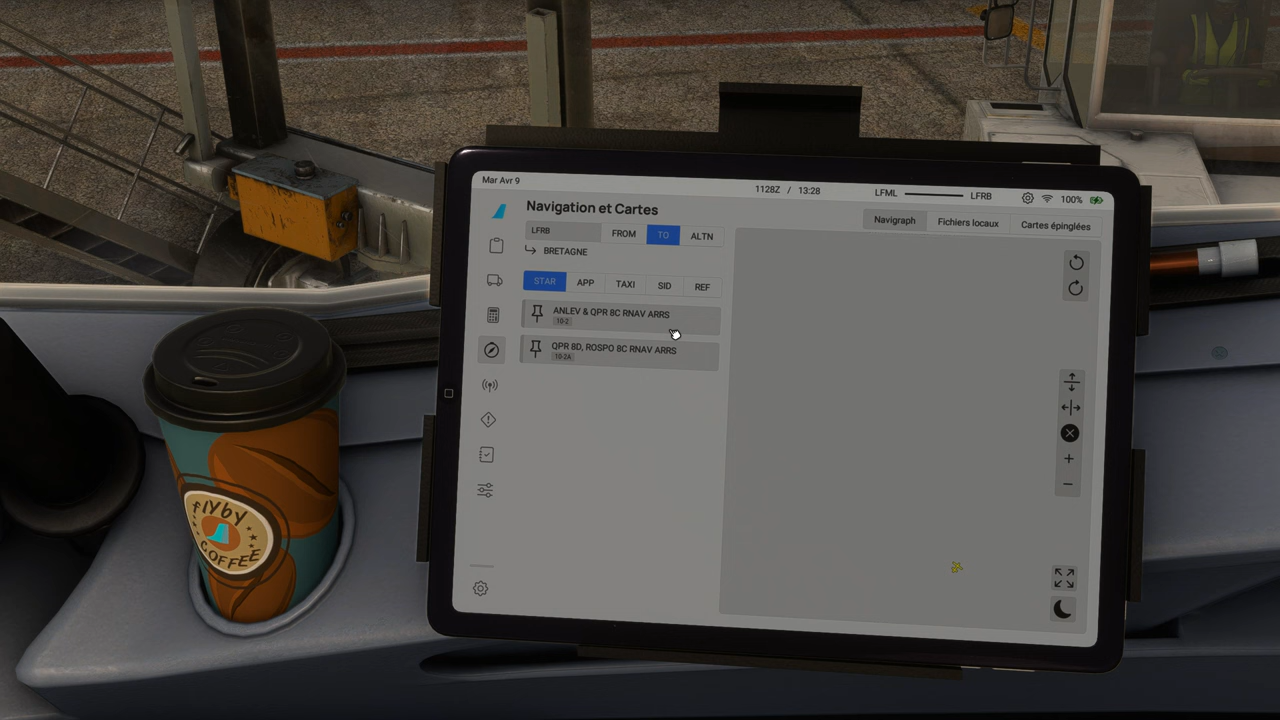 Mar Avr 9
1128Z / 13:28
LFML
LFRB
100%
Navigation et Cartes
Navigraph
Fichiers locaux
Cartes épinglées
LFRB
FROM
TO
ALTN
BRETAGNE
STAR
APP
TAXI
SID
REF
ANLEV & QPR 8C RNAV ARRS
10-2
QPR 8D, ROSPO 8C RNAV ARRS
10-2A
flyby
COFFEE